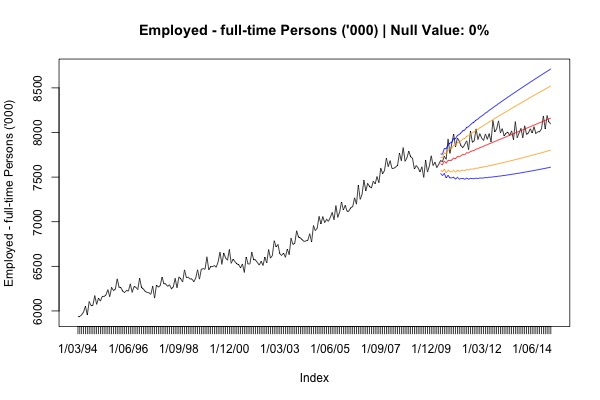 Employed - full-time Persons ('000) | Null Value: 0%
Employed - full-time Persons ('000)
8500
8000
7500
7000
6500
6000
1/03/94 1/06/96 1/09/98 1/12/00 1/03/03 1/06/05 1/09/07 1/12/09 1/03/12 1/06/14
Index